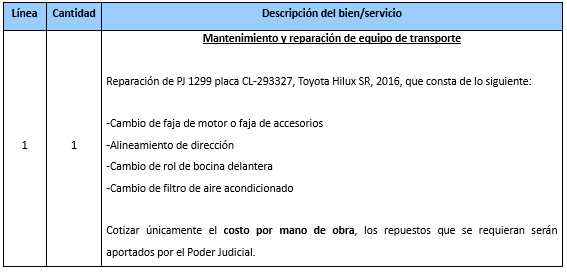 Línea Cantidad Descripción del bien/servicio
Mantenimiento y reparación de equipo de transporte
Reparación de PJ 1299 placa CL-293327, Toyota Hilux SR, 2016, que consta de lo siguiente:
-Cambio de faja de motor o faja de accesorios
1 1 -Alineamiento de dirección
-Cambio de rol de bocina delantera
-Cambio de filtro de aire acondicionado
Cotizar únicamente el costo por mano de obra, los repuestos que se requieran serán
aportados por el Poder Judicial.